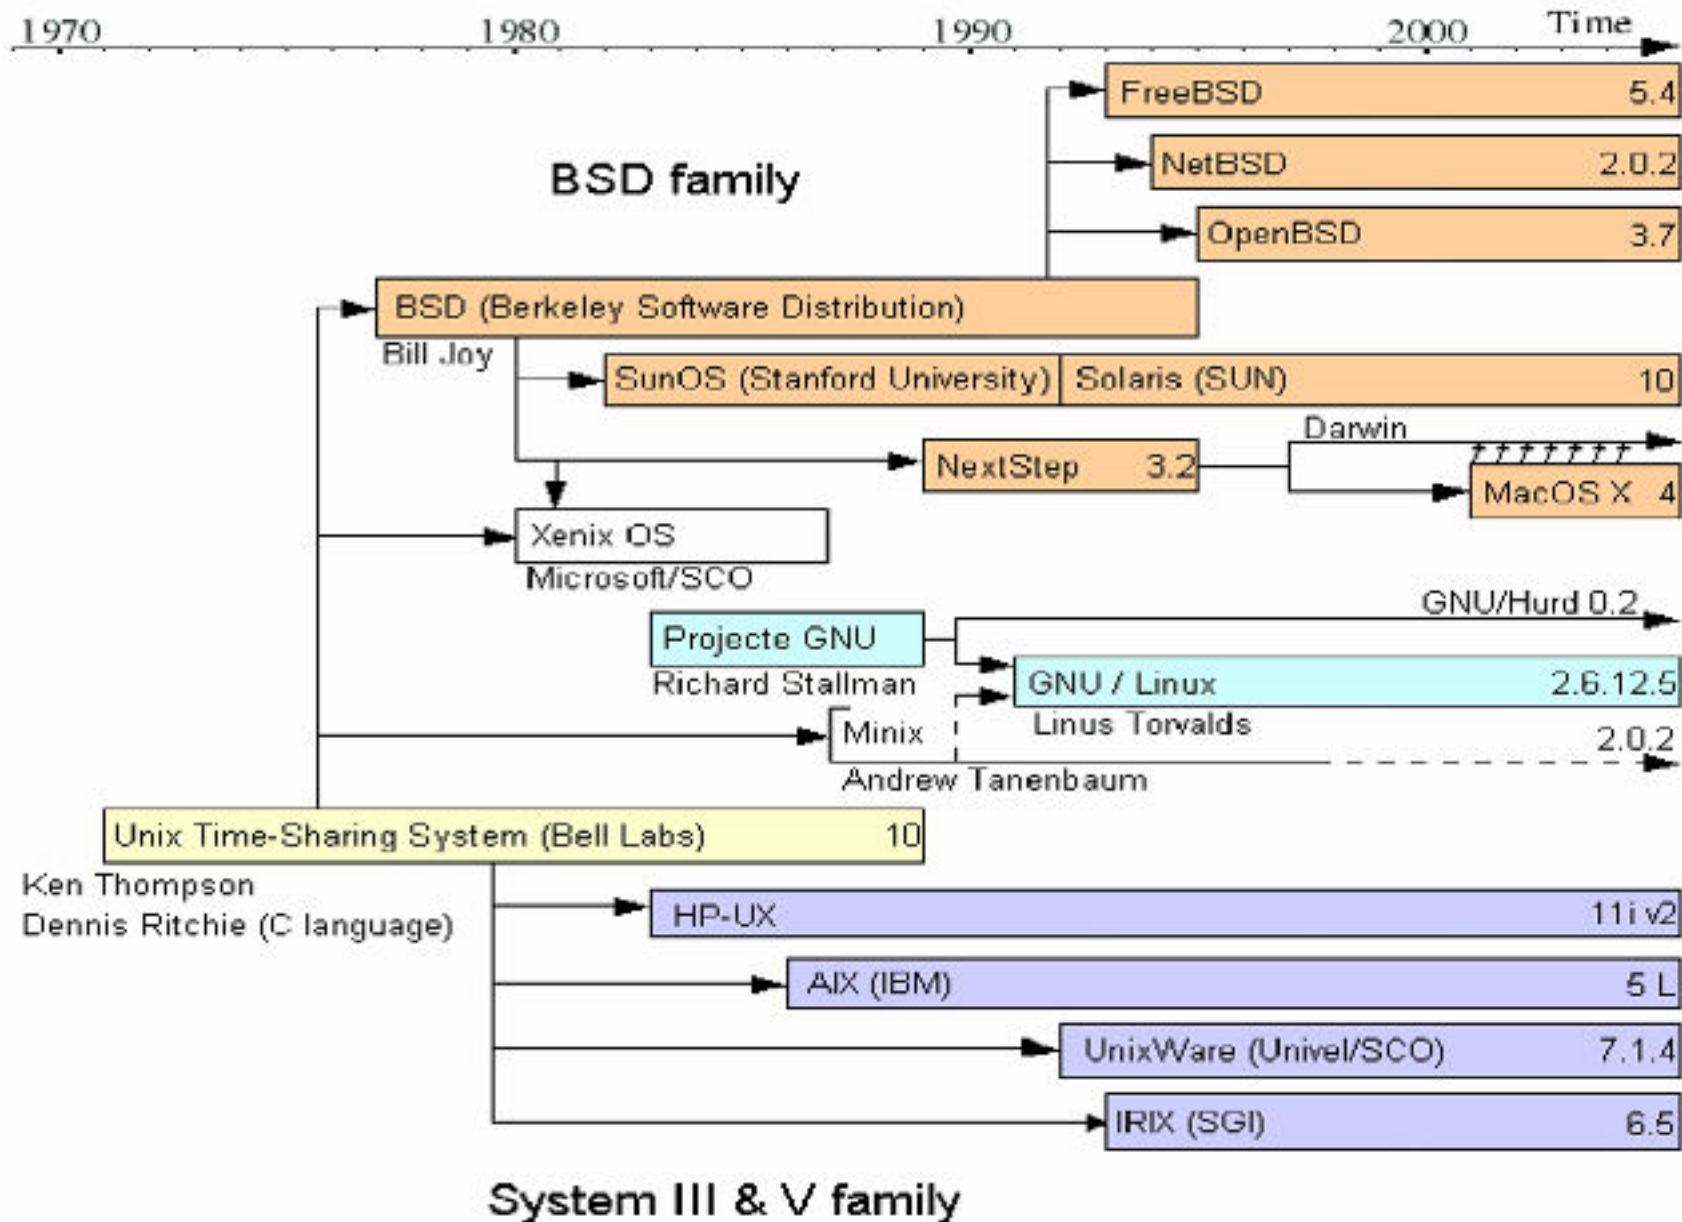 1970 1980 1990 2000 Time
FreeBSD 5.4
BSD family
NetBSD 2.0.2
OpenBSD 3.7
BSD (Berkeley Software Distribution)
Bill Joy
SunOS (Stanford University) Solaris (SUN) 10
Darwin
NextStep 3.2
MacOS X 4
Xenix OS
Microsoft/SCO
GNU/Hurd 0.2
Projecte GNU
Richard Stallman
GNU / Linux 2.6.12.5
Linus Torvalds
Minix 2.0.2
Andrew Tanenbaum
Unix Time-Sharing System (Bell Labs) 10
Ken Thompson
Dennis Ritchie (C language)
HP-UX 11i v2
AIX (IBM) 5 L
UnixWare (Univel/SCO) 7.1.4
IRIX (SGI) 6.5
System III & V family